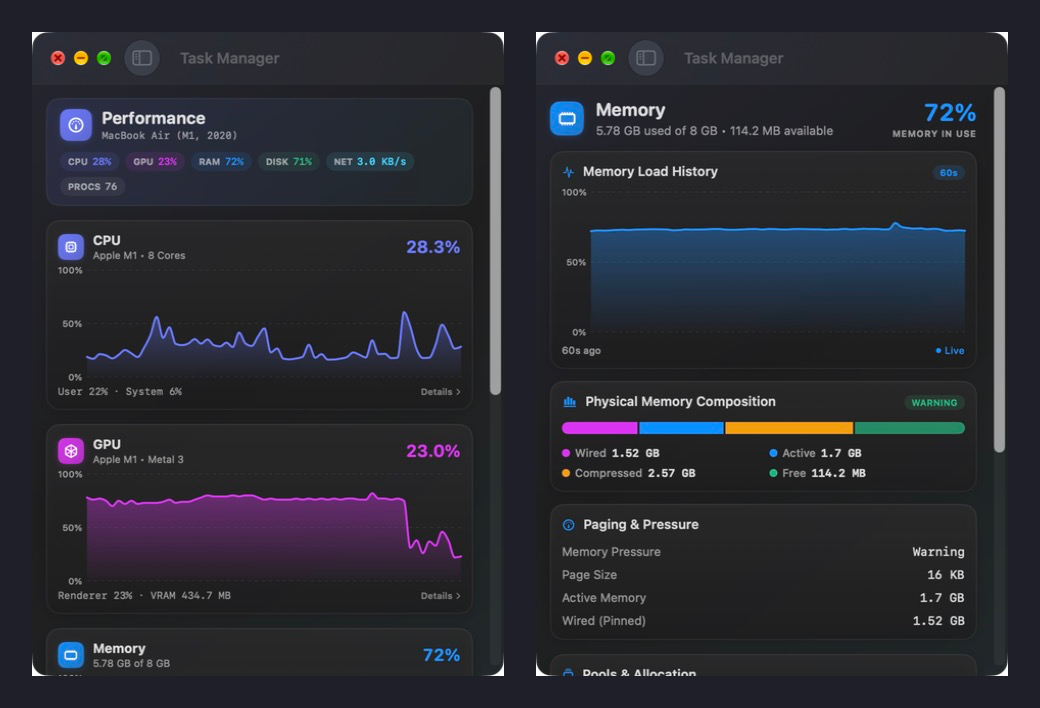 Task Manager
Performance
MacBook Air (M1, 2020)
CPU 28% GPU 23% RAM 72% DISK 71% NET 3.0 KB/s
PROCS 76
CPU
28.3%
Apple M1 • 8 Cores
100%
50%
0%
User 22% · System 6%
Details >
GPU
23.0%
Apple M1 • Metal 3
100%
50%
0%
Renderer 23% · VRAM 434.7 MB
Details >
Memory
72%
5.78 GB of 8 GB
Task Manager
Memory
72%
5.78 GB used of 8 GB • 114.2 MB available
MEMORY IN USE
Memory Load History
60s
100%
50%
0%
60s ago
Live
Physical Memory Composition
WARNING
Wired 1.52 GB
Active 1.7 GB
Compressed 2.57 GB
Free 114.2 MB
Paging & Pressure
Memory Pressure Warning
Page Size 16 KB
Active Memory 1.7 GB
Wired (Pinned) 1.52 GB
Pools & Allocation